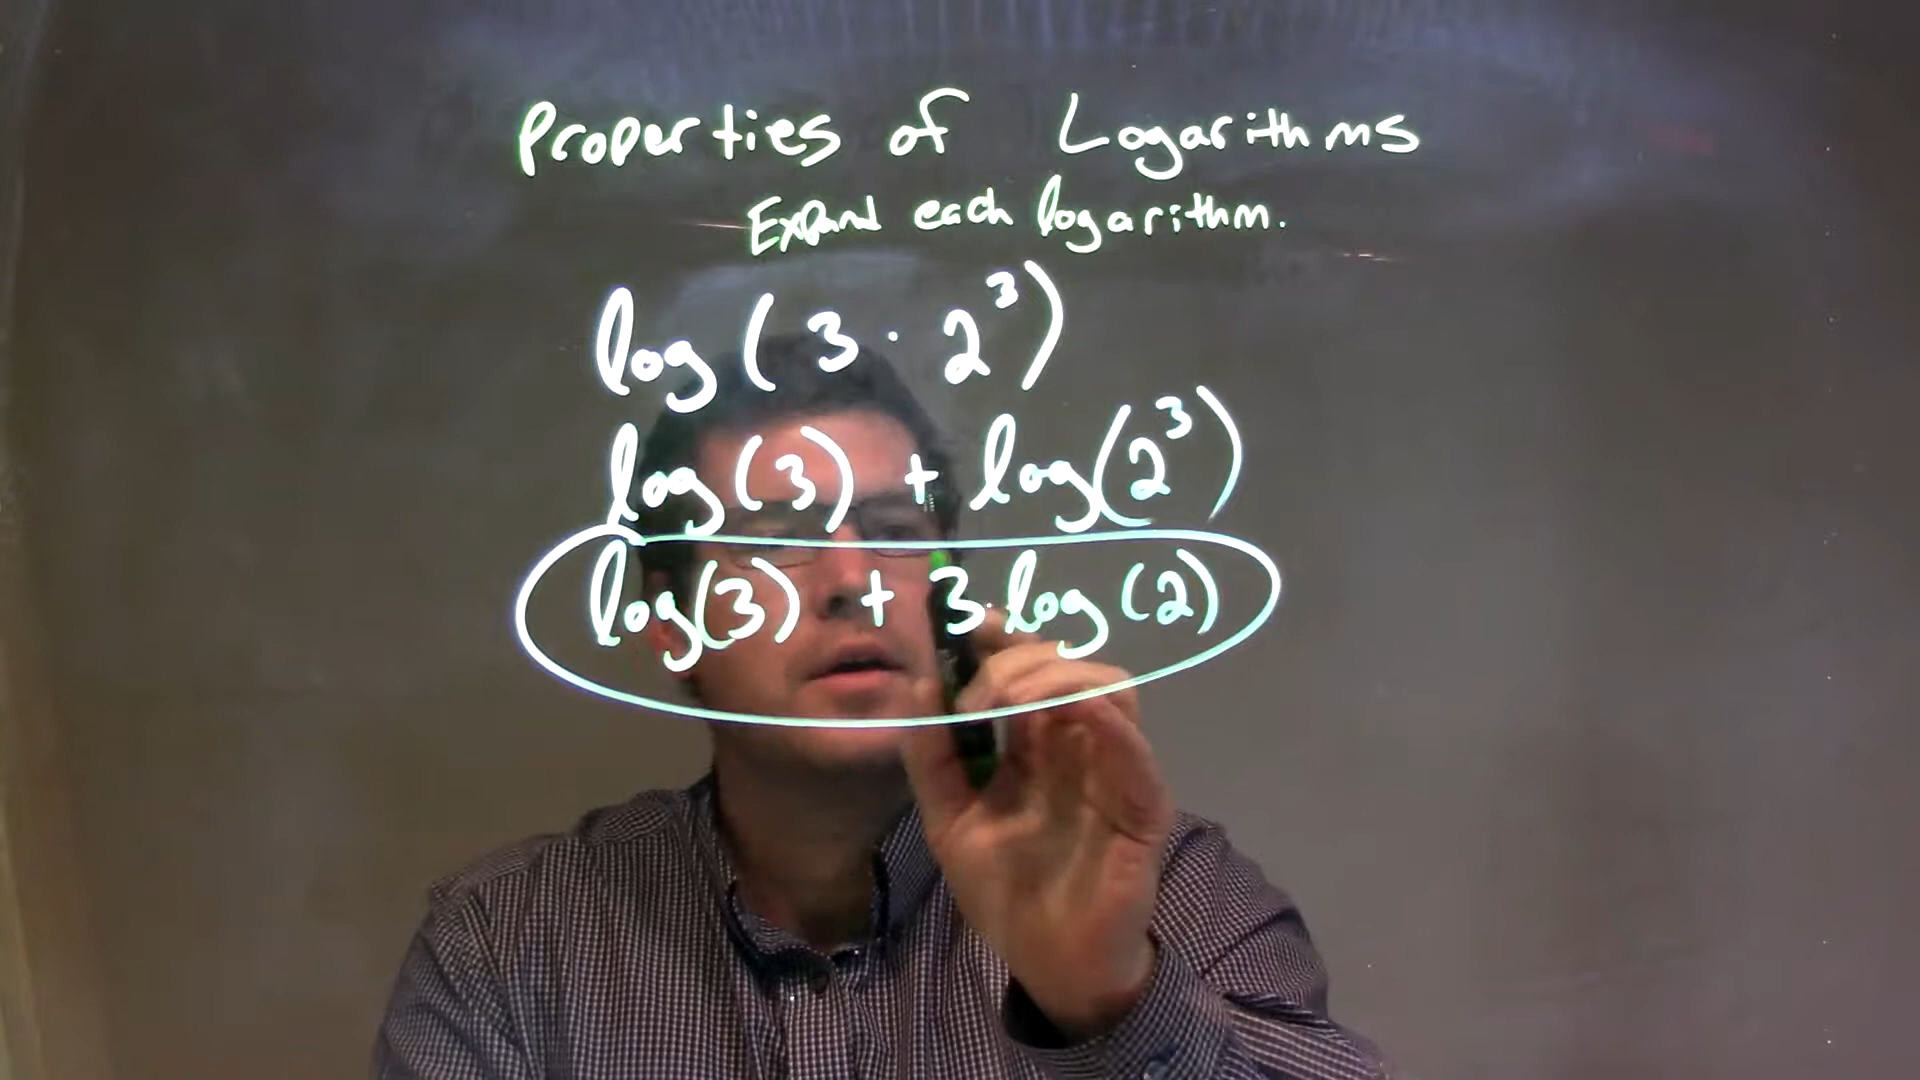 Properties of Logarithms
Expand each logarithm.
log(3·2³)
log(3) + log(2³)
log(3) + 3·log(2)